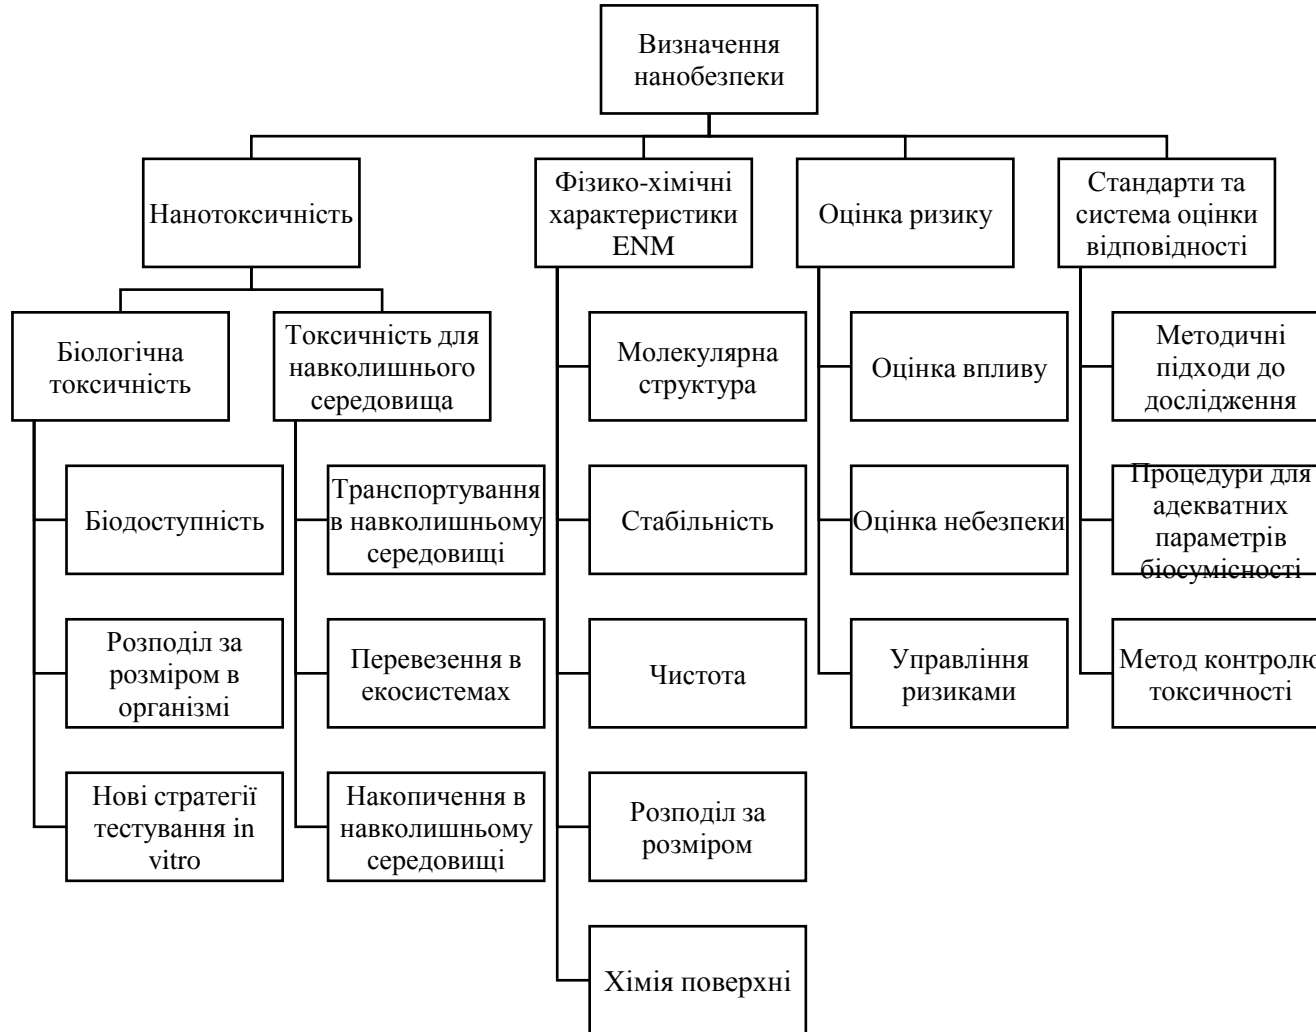 Визначення
нанобезпеки
Нанотоксичність
Фізико-хімічні
характеристики
ENM
Оцінка ризику
Стандарти та
система оцінки
відповідності
Біологічна
токсичність
Токсичність для
навколишнього
середовища
Молекулярна
структура
Оцінка впливу
Методичні
підходи до
дослідження
Біодоступність
Транспортування
в навколишньому
середовищі
Стабільність
Оцінка небезпеки
Процедури для
адекватних
параметрів
біосумісності
Розподіл за
розміром в
організмі
Перевезення в
екосистемах
Чистота
Управління
ризиками
Метод контролю
токсичності
Нові стратегії
тестування in
vitro
Накопичення в
навколишньому
середовищі
Розподіл за
розміром
Хімія поверхні